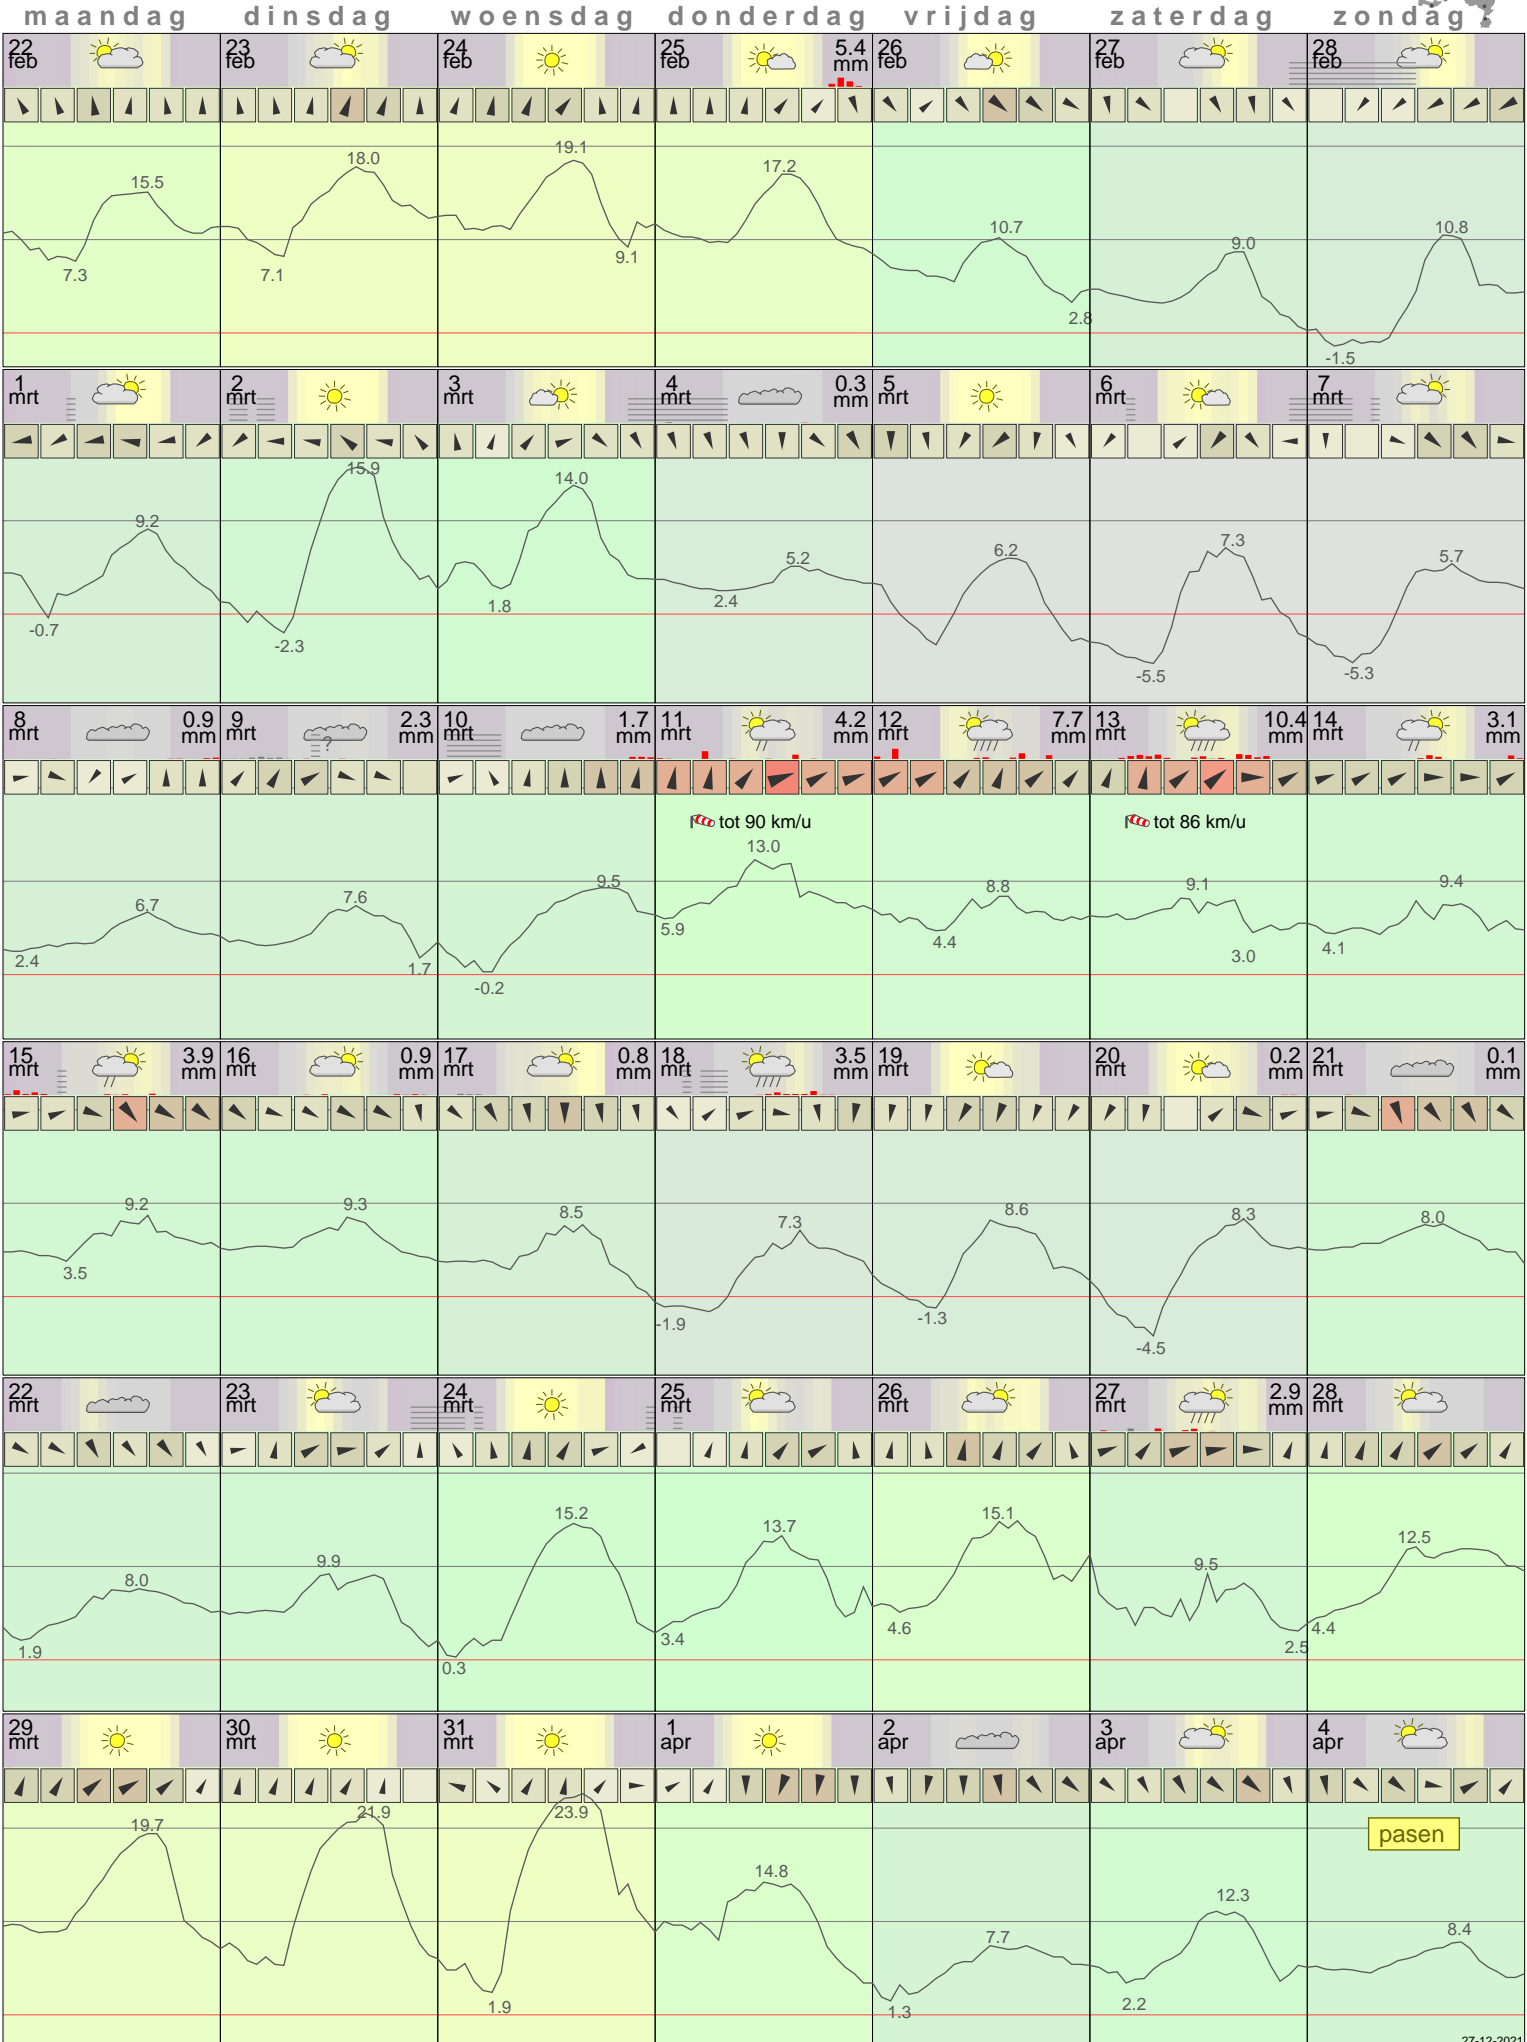 maandag dinsdag woensdag donderdag vrijdag zaterdag zondag
22 23 24 25 5.4 26 27 28
feb feb feb feb mm feb feb feb
15.5 18.0 19.1 17.2 10.7 9.0 10.8
7.3 7.1 9.1 2.8 -1.5
1 2 3 4 0.3 5 6 7
mrt mrt mrt mrt mm mrt mrt mrt
9.2 15.9 14.0 5.2 6.2 7.3 5.7
-0.7 -2.3 1.8 2.4 -5.5 -5.3
8 0.9 9 2.3 10 1.7 11 4.2 12 7.7 13 10.4 14 3.1
mrt mm mrt mm mrt mm mrt mm mrt mm mrt mm mrt mm
?
tot 90 km/u tot 86 km/u
6.7 7.6 9.5 13.0 8.8 9.1 9.4
2.4 1.7 -0.2 5.9 4.4 3.0 4.1
15 3.9 16 0.9 17 0.8 18 3.5 19 20 0.2 21 0.1
mrt mm mrt mm mrt mm mrt mm mrt mrt mm mrt mm
9.2 9.3 8.5 7.3 8.6 8.3 8.0
3.5 -1.9 -1.3 -4.5
22 23 24 25 26 27 2.9 28
mrt mrt mrt mrt mrt mrt mm mrt
8.0 9.9 15.2 13.7 15.1 9.5 12.5
1.9 0.3 3.4 4.6 2.5 4.4
29 30 31 1 2 3 4
mrt mrt mrt apr apr apr apr
pasen
19.7 21.9 23.9 14.8 7.7 12.3 8.4
1.9 1.3 2.2
27-12-2021